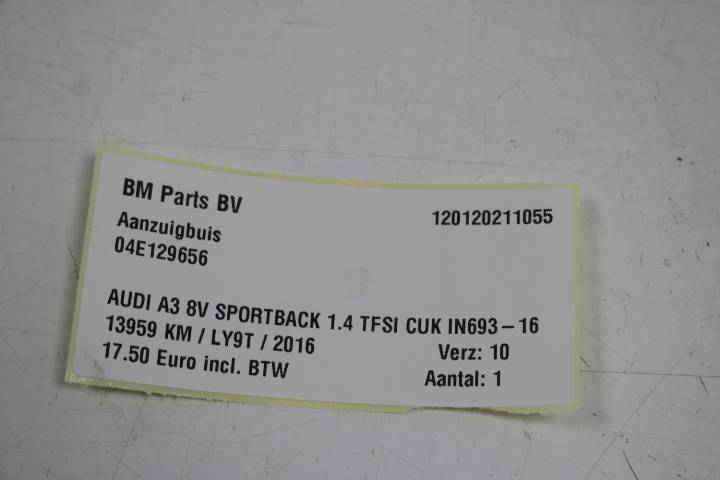 BM Parts BV
120120211055
Aanzuigbuis
04E129656
AUDI A3 8V SPORTBACK 1.4 TFSI CUK IN693-16
13959 KM / LY9T / 2016
Verz: 10
17.50 Euro incl. BTW
Aantal: 1